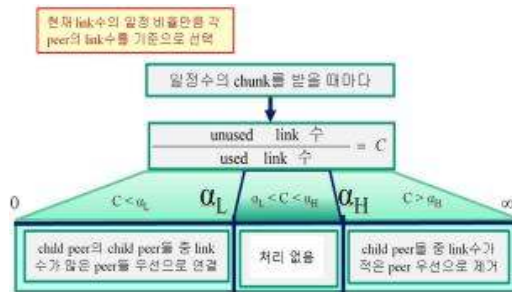 현재 link수의 일정 비율만큼 각
peer의 link수를 기준으로 선택
일정수의 chunk를 받을 때마다
unused link 수
used link 수
= C
0
C < α_L
α_L
α_L < C < α_H
α_H
C > α_H
∞
child peer의 child peer들 중 link
수가 많은 peer들 우선으로 연결
처리 없음
child peer들 중 link수가
적은 peer 우선으로 제거